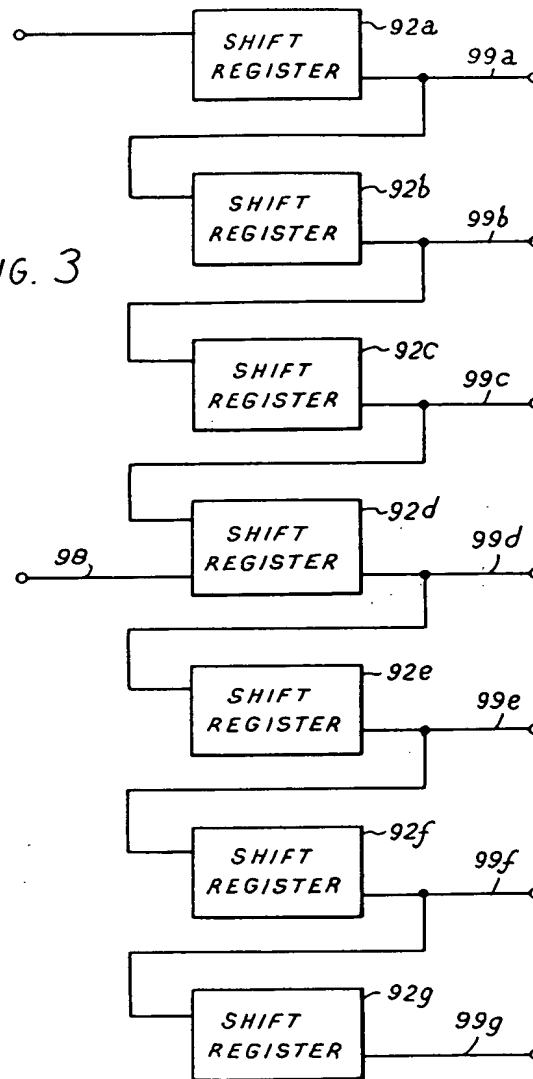 SHIFT
REGISTER
92a
99a
SHIFT
REGISTER
92b
99b
IG. 3
SHIFT
REGISTER
92c
99c
SHIFT
REGISTER
92d
98
99d
SHIFT
REGISTER
92e
99e
SHIFT
REGISTER
92f
99f
SHIFT
REGISTER
92g
99g